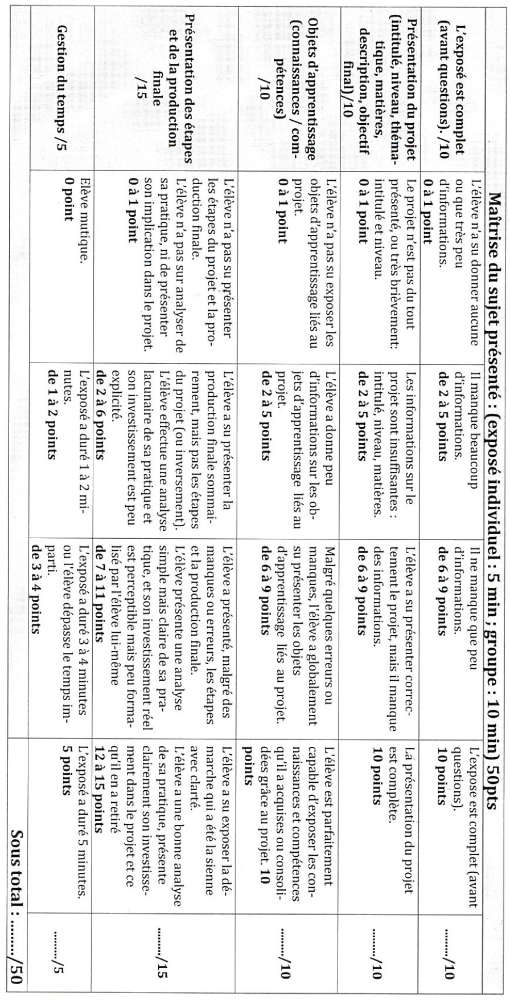 Maîtrise du sujet présenté : (exposé individuel : 5 min ; groupe : 10 min) 50pts
L'exposé est complet
(avant questions). /10
L'élève n'a su donner aucune
ou que très peu
d'informations.
0 à 1 point
Il manque beaucoup
d'informations.
de 2 à 5 points
Il ne manque que peu
d'informations.
de 6 à 9 points
L'expose est complet (avant
questions).
10 points
........./10
Présentation du projet
(intitulé, niveau, théma-
tique, matières,
description, objectif
final)/10
Le projet n'est pas du tout
présenté, ou très brièvement:
intitulé et niveau.
0 à 1 point
Les informations sur le
projet sont insuffisantes :
intitulé, niveau, matières.
de 2 à 5 points
L'élève a su présenter correc-
tement le projet, mais il manque
des informations.
de 6 à 9 points
La présentation du projet
est complète.
10 points
........./10
Objets d'apprentissage
(connaissances / com-
pétences)
/10
L'élève n'a pas su exposer les
objets d'apprentissage liés au
projet.
0 à 1 point
L'élève a donne peu
d'informations sur les ob-
jets d'apprentissage liés au
projet.
de 2 à 5 points
Malgré quelques erreurs ou
manques, l'élève a globalement
su présenter les objets
d'apprentissage liés au projet.
de 6 à 9 points
L'élève est parfaitement
capable d'exposer les con-
naissances et compétences
qu'il a acquises ou consoli-
dées grâce au projet. 10
points
........./10
Présentation des étapes
et de la production
finale
/15
L'élève n'a pas su présenter
les étapes du projet et la pro-
duction finale.
L'élève n'a pas sur analyser de
sa pratique, ni de présenter
son implication dans le projet.
0 à 1 point
L'élève a su présenter la
production finale sommai-
rement, mais pas les étapes
du projet (ou inversement).
L'élève effectue une analyse
lacunaire de sa pratique et
son investissement est peu
explicité.
de 2 à 6 points
L'élève a présenté, malgré des
manques ou erreurs, les étapes
et la production finale.
L'élève présente une analyse
simple mais claire de sa pra-
tique, et son investissement réel
est perceptible mais peu forma-
lisé par l'élève lui-même
de 7 à 11 points
L'élève a su exposer la dé-
marche qui a été la sienne
avec clarté.
L'élève a une bonne analyse
de sa pratique, présente
clairement son investisse-
ment dans le projet et ce
qu'il en a retiré
12 à 15 points
........./15
Gestion du temps /5
Elève mutique.
0 point
L'exposé a duré 1 à 2 mi-
nutes.
de 1 à 2 points
L'exposé a duré 3 à 4 minutes
ou l'élève dépasse le temps im-
parti.
de 3 à 4 points
L'exposé a duré 5 minutes.
5 points
........./5
Sous total : ........./50